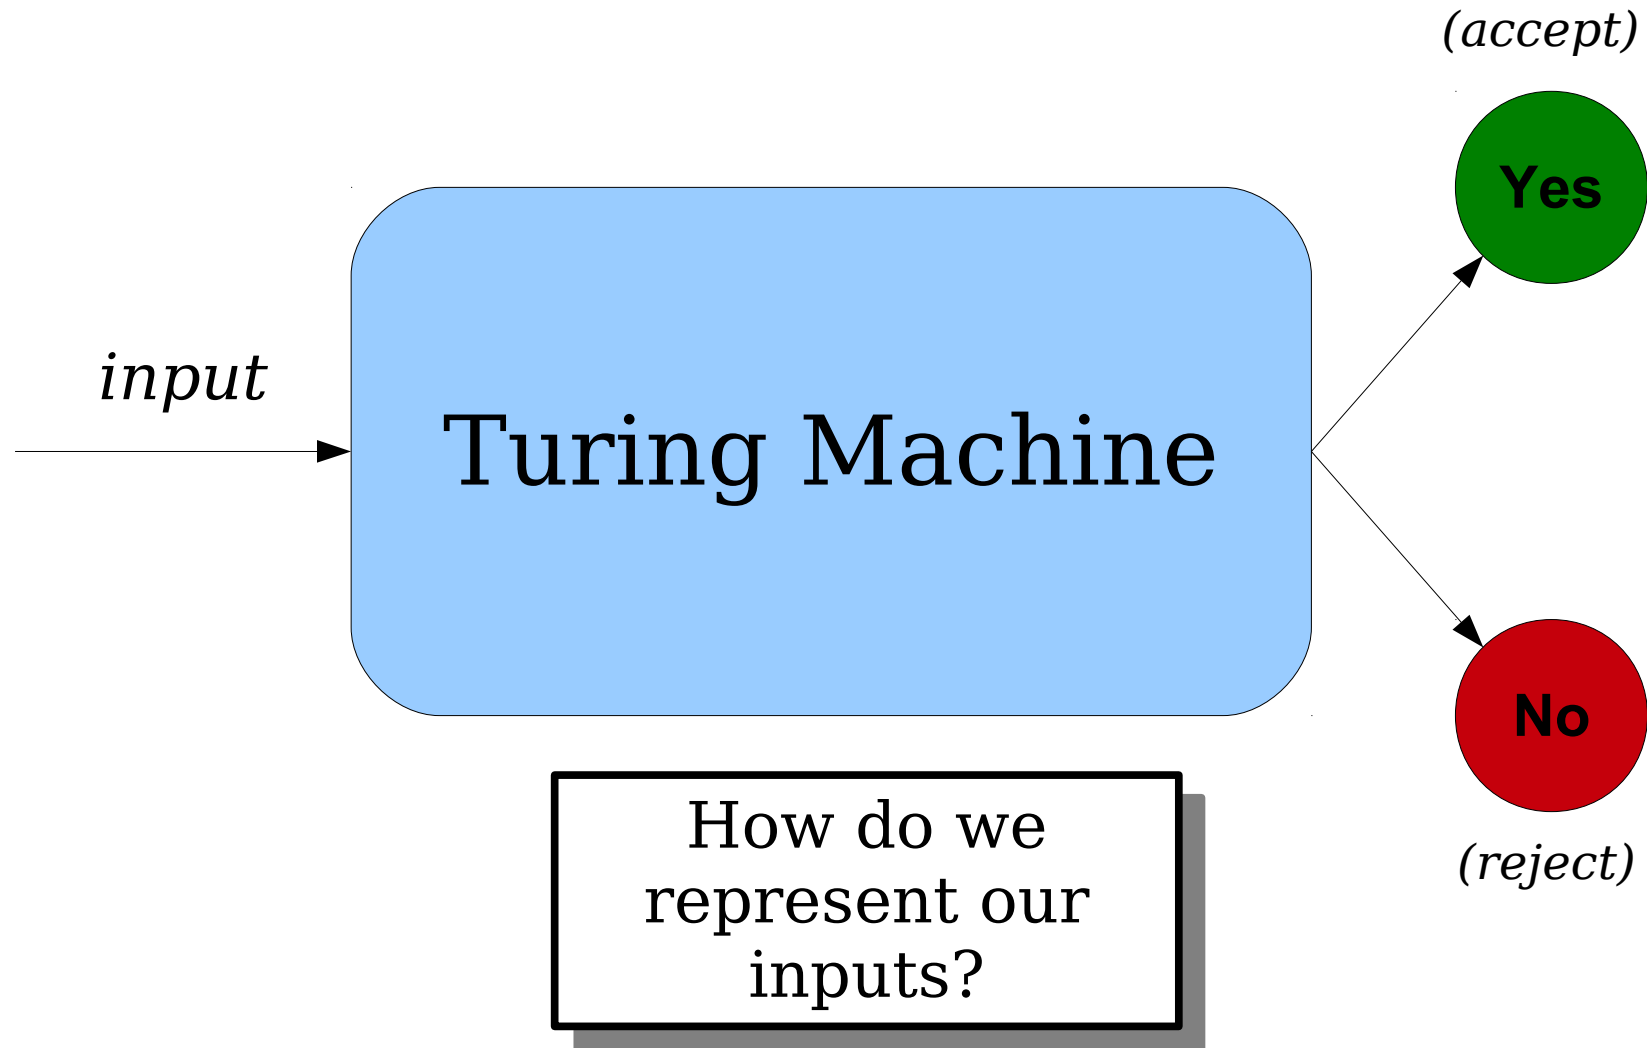 (accept)
Yes
input
Turing Machine
No
How do we
represent our
inputs?
(reject)